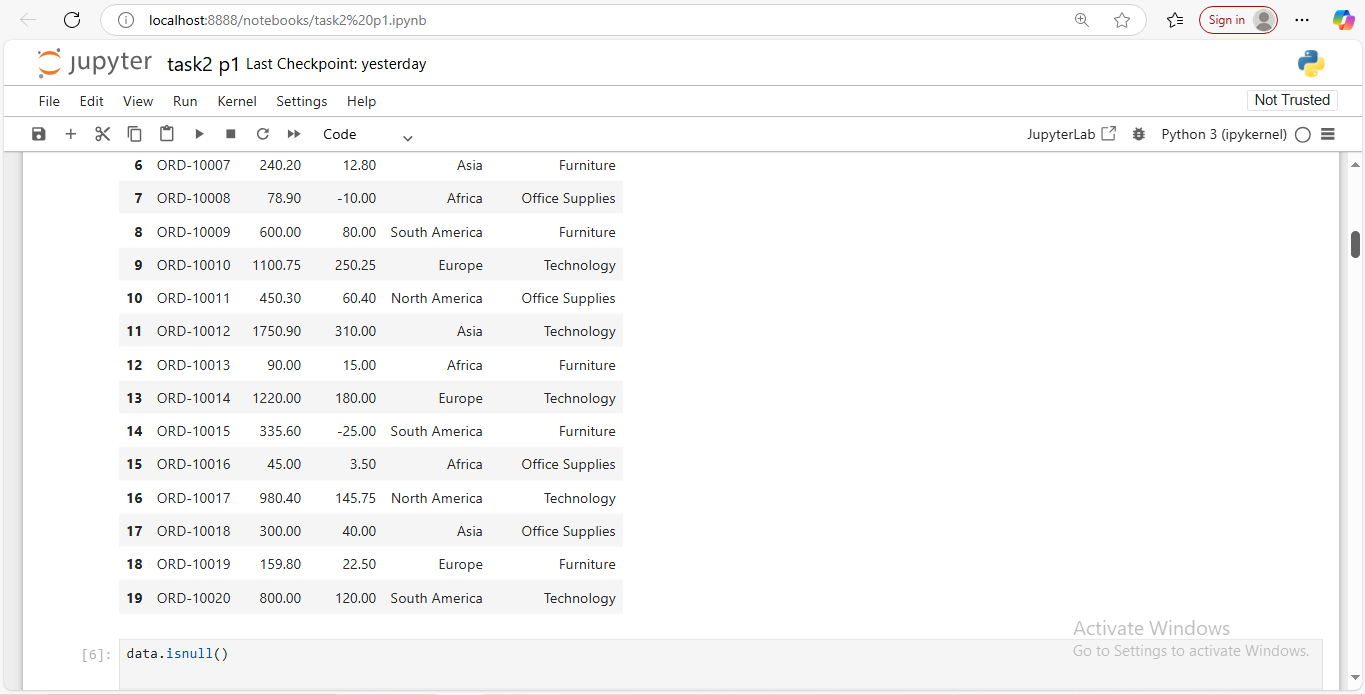 localhost:8888/notebooks/task2%20p1.ipynb Sign in
jupyter task2 p1 Last Checkpoint: yesterday
File Edit View Run Kernel Settings Help Not Trusted
Code JupyterLab Python 3 (ipykernel)
6 ORD-10007 240.20 12.80 Asia Furniture
7 ORD-10008 78.90 -10.00 Africa Office Supplies
8 ORD-10009 600.00 80.00 South America Furniture
9 ORD-10010 1100.75 250.25 Europe Technology
10 ORD-10011 450.30 60.40 North America Office Supplies
11 ORD-10012 1750.90 310.00 Asia Technology
12 ORD-10013 90.00 15.00 Africa Furniture
13 ORD-10014 1220.00 180.00 Europe Technology
14 ORD-10015 335.60 -25.00 South America Furniture
15 ORD-10016 45.00 3.50 Africa Office Supplies
16 ORD-10017 980.40 145.75 North America Technology
17 ORD-10018 300.00 40.00 Asia Office Supplies
18 ORD-10019 159.80 22.50 Europe Furniture
19 ORD-10020 800.00 120.00 South America Technology
Activate Windows
Go to Settings to activate Windows.
[6]: data.isnull()